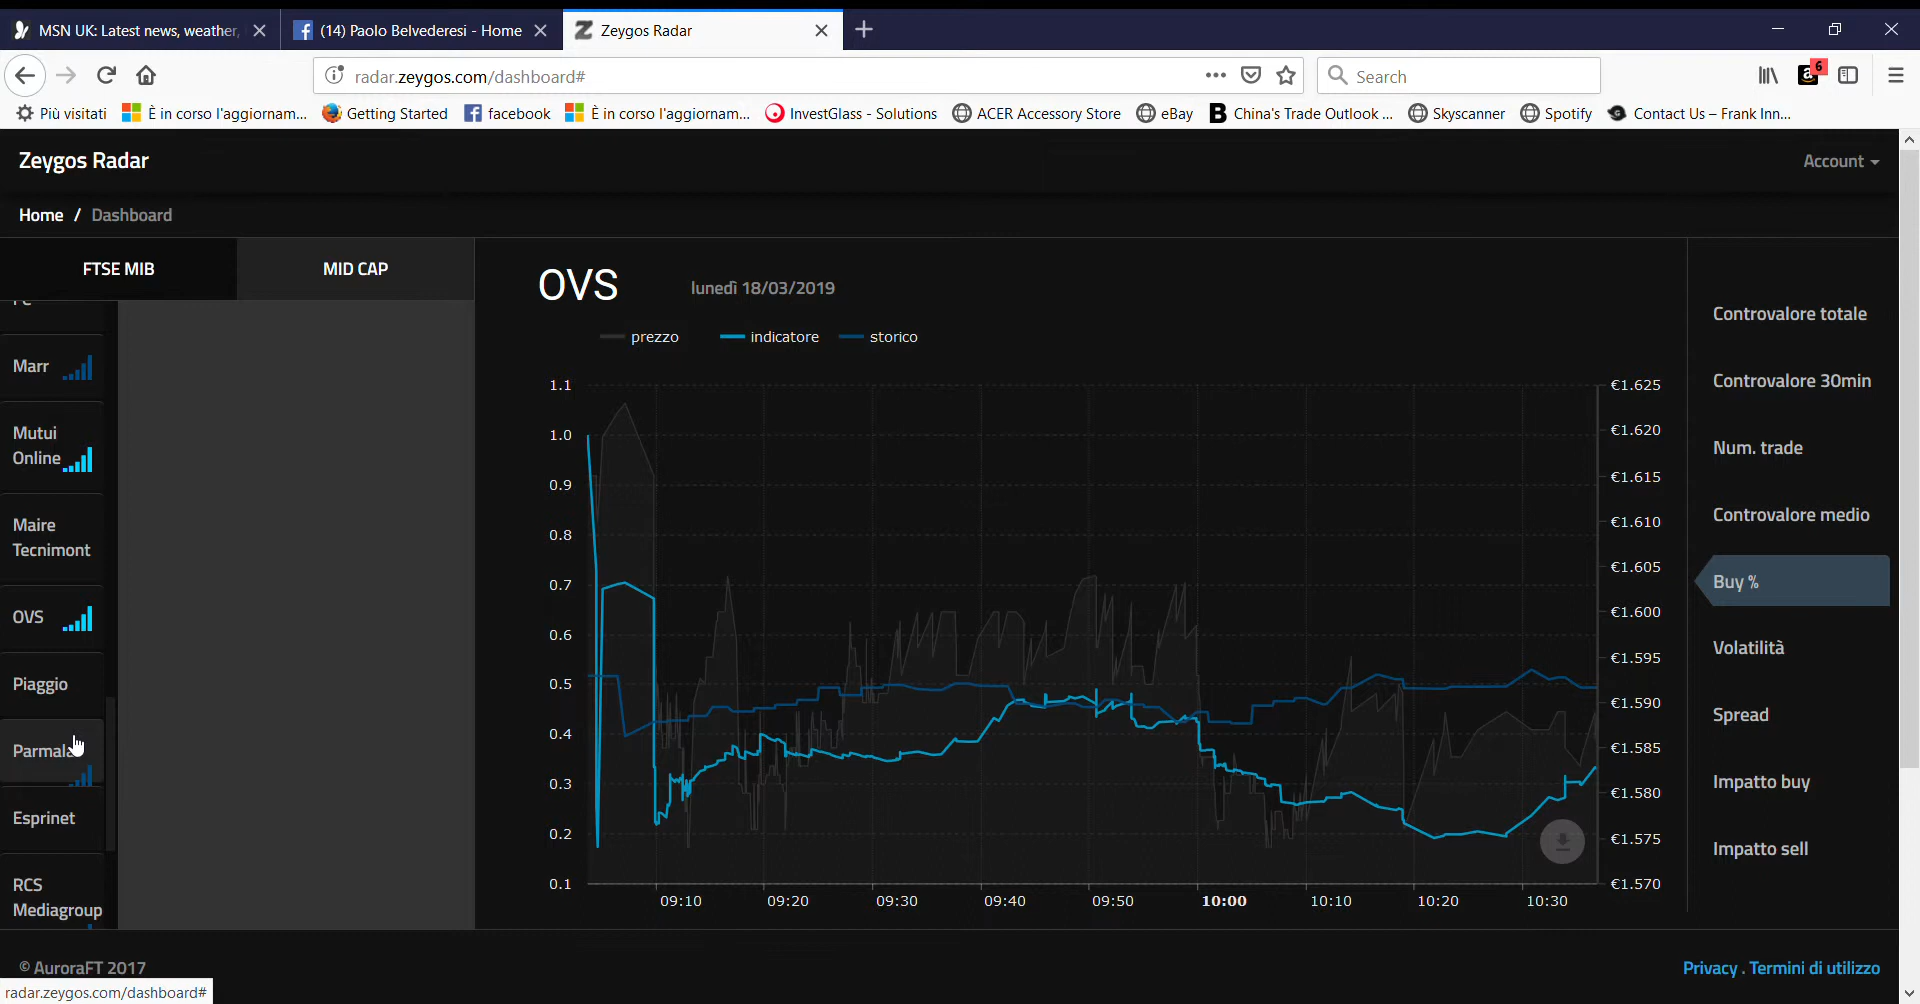 MSN UK: Latest news, weather,
(14) Paolo Belvederesi - Home
Zeygos Radar
radar.zeygos.com/dashboard#
Search
6
Più visitati
È in corso l'aggiornam...
Getting Started
facebook
È in corso l'aggiornam...
InvestGlass - Solutions
ACER Accessory Store
eBay
China's Trade Outlook ...
Skyscanner
Spotify
Contact Us – Frank Inn...
Zeygos Radar
Account
Home / Dashboard
FTSE MIB
MID CAP
Marr
Mutui
Online
Maire
Tecnimont
OVS
Piaggio
Parmala
Esprinet
RCS
Mediagroup
OVS
lunedì 18/03/2019
prezzo
indicatore
storico
1.1
1.0
0.9
0.8
0.7
0.6
0.5
0.4
0.3
0.2
0.1
€1.625
€1.620
€1.615
€1.610
€1.605
€1.600
€1.595
€1.590
€1.585
€1.580
€1.575
€1.570
09:10
09:20
09:30
09:40
09:50
10:00
10:10
10:20
10:30
Controvalore totale
Controvalore 30min
Num. trade
Controvalore medio
Buy %
Volatilità
Spread
Impatto buy
Impatto sell
© AuroraFT 2017
Privacy . Termini di utilizzo
radar.zeygos.com/dashboard#